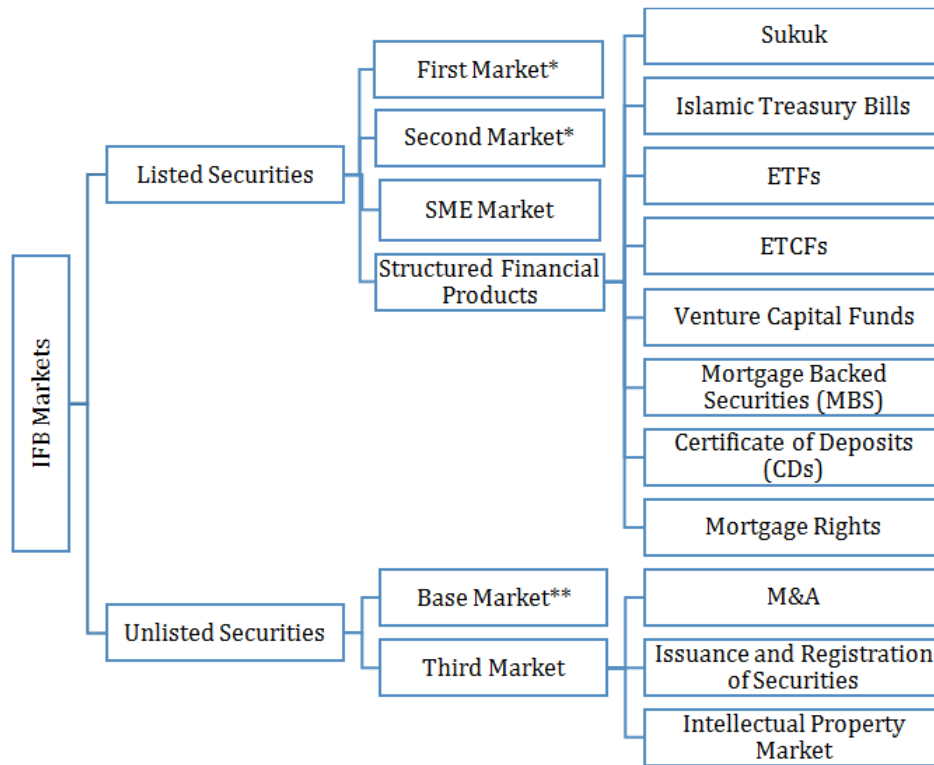 IFB Markets
Listed Securities
First Market*
Second Market*
SME Market
Structured Financial
Products
Sukuk
Islamic Treasury Bills
ETFs
ETCFs
Venture Capital Funds
Mortgage Backed
Securities (MBS)
Certificate of Deposits
(CDs)
Mortgage Rights
Unlisted Securities
Base Market**
Third Market
M&A
Issuance and Registration
of Securities
Intellectual Property
Market